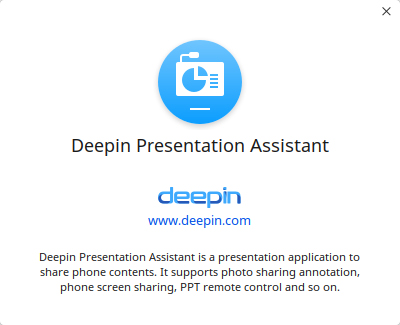 Deepin Presentation Assistant
deepin
www.deepin.com
Deepin Presentation Assistant is a presentation application to
share phone contents. It supports photo sharing annotation,
phone screen sharing, PPT remote control and so on.